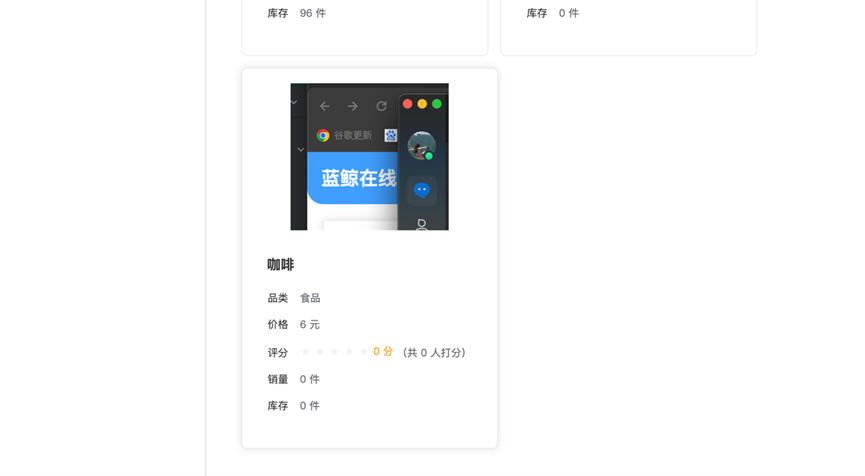 库存 96 件
库存 0 件
谷歌更新
蓝鲸在线
咖啡
品类 食品
价格 6 元
评分 0 分 (共 0 人打分)
销量 0 件
库存 0 件